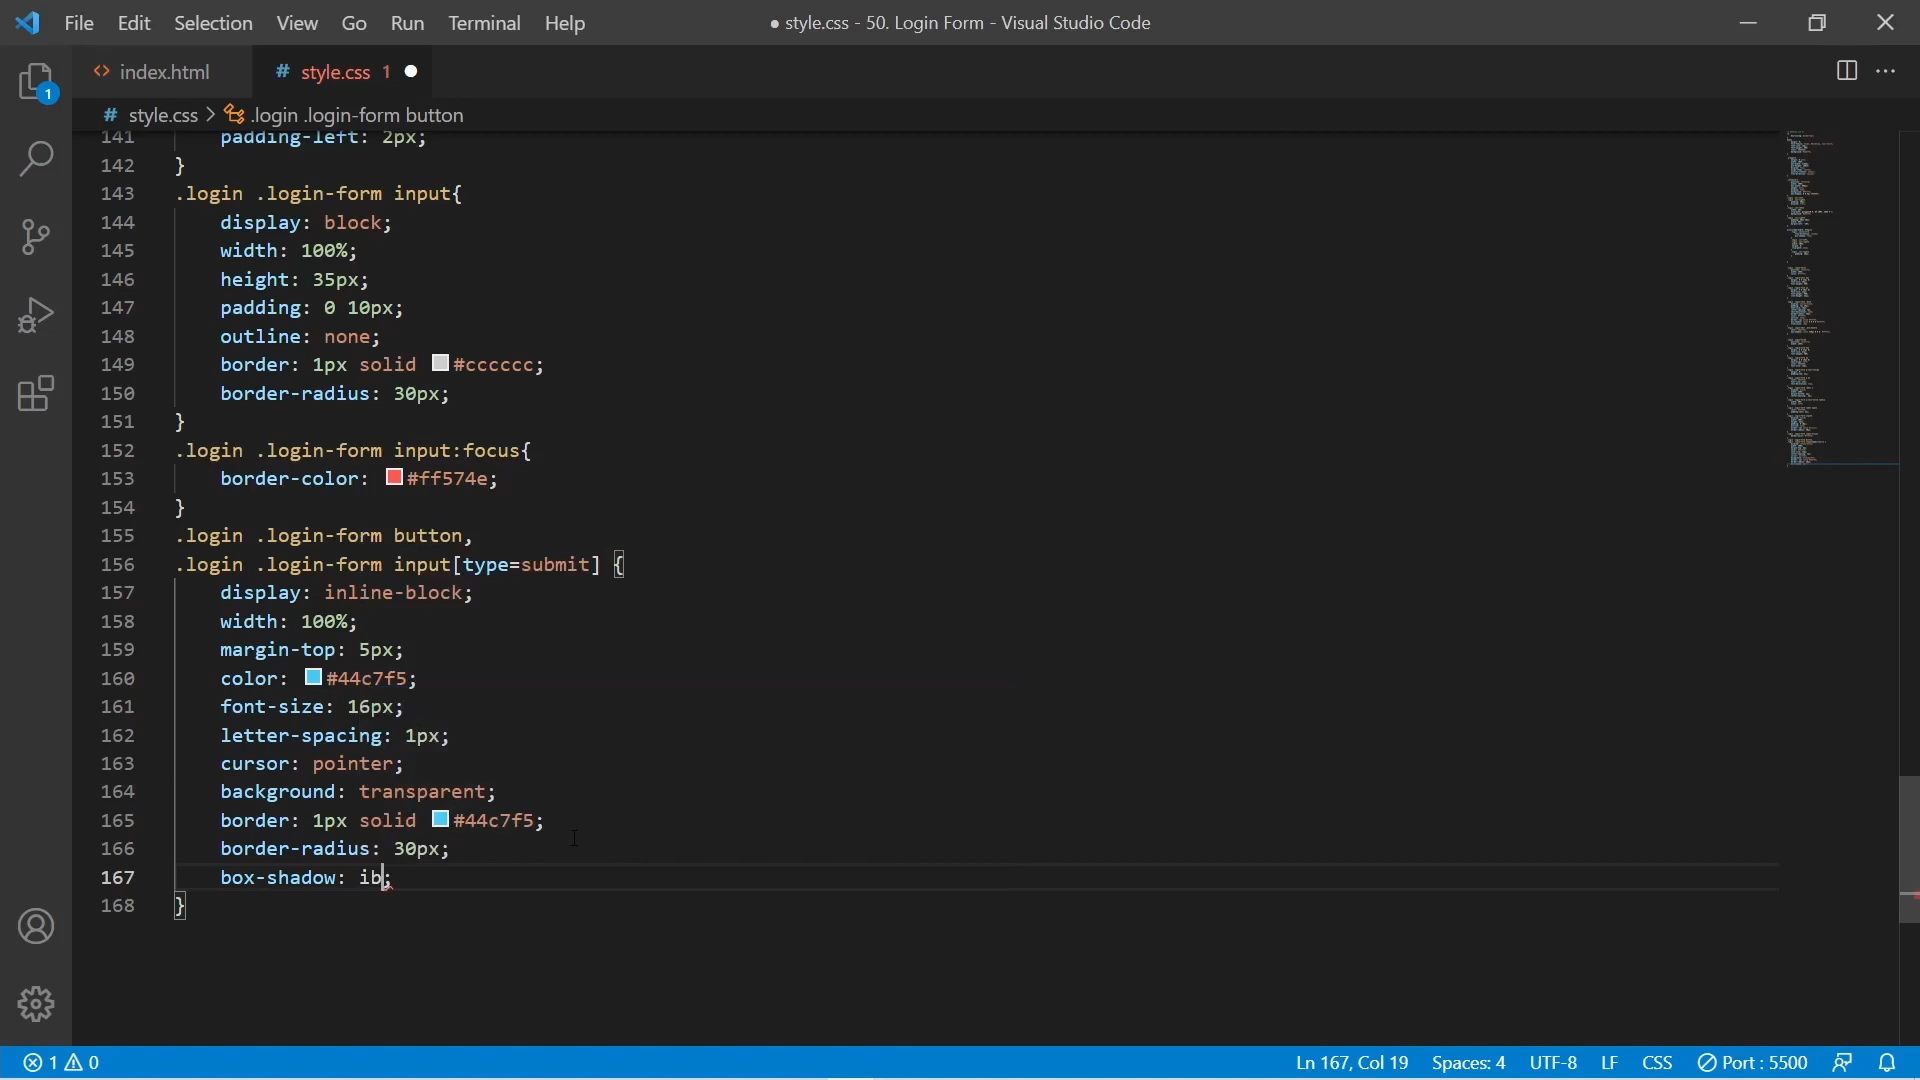 File Edit Selection View Go Run Terminal Help
● style.css - 50. Login Form - Visual Studio Code
<> index.html
# style.css 1 ●
# style.css > .login .login-form button
1
141 padding-left: 2px;
142 }
143 .login .login-form input{
144 display: block;
145 width: 100%;
146 height: 35px;
147 padding: 0 10px;
148 outline: none;
149 border: 1px solid #cccccc;
150 border-radius: 30px;
151 }
152 .login .login-form input:focus{
153 border-color: #ff574e;
154 }
155 .login .login-form button,
156 .login .login-form input[type=submit] {
157 display: inline-block;
158 width: 100%;
159 margin-top: 5px;
160 color: #44c7f5;
161 font-size: 16px;
162 letter-spacing: 1px;
163 cursor: pointer;
164 background: transparent;
165 border: 1px solid #44c7f5;
166 border-radius: 30px;
167 box-shadow: ib;
168 }
1 0
Ln 167, Col 19 Spaces: 4 UTF-8 LF CSS Port : 5500